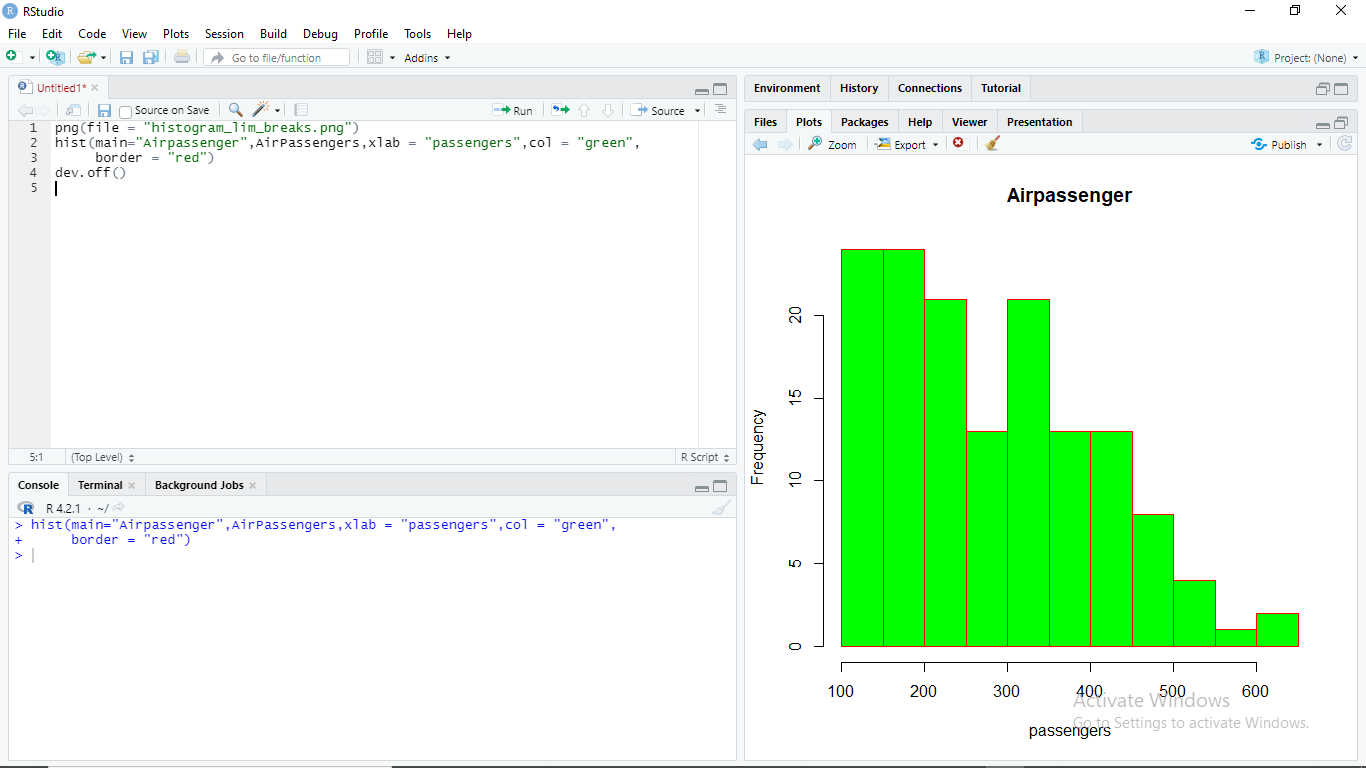 RStudio
File Edit Code View Plots Session Build Debug Profile Tools Help
Go to file/function Addins Project: (None)
Untitled1*
Source on Save Run Source
1 png(file = "histogram_lim_breaks.png")
2 hist(main="Airpassenger",AirPassengers,xlab = "passengers",col = "green",
3 border = "red")
4 dev.off()
5
5:1 (Top Level) R Script
Console Terminal Background Jobs
R 4.2.1 · ~/
> hist(main="Airpassenger",AirPassengers,xlab = "passengers",col = "green",
+ border = "red")
>
Environment History Connections Tutorial
Files Plots Packages Help Viewer Presentation
Zoom Export Publish
Airpassenger
Frequency
20
15
10
5
0
100 200 300 400 500 600
passengers
Activate Windows
Go to Settings to activate Windows.